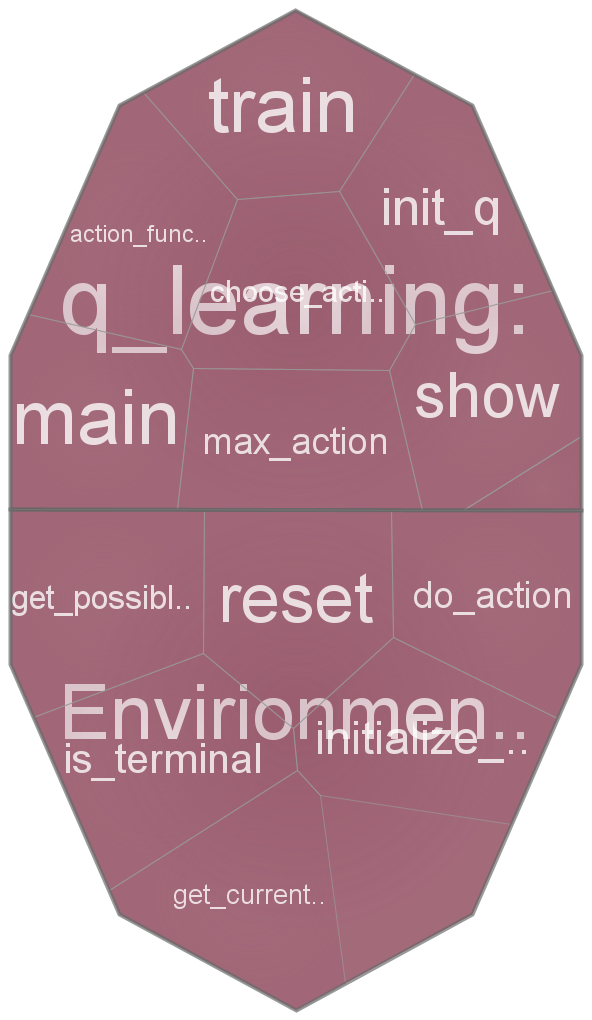 train
init_q
action_func..
choose_acti..
q_learning:
show
main
max_action
get_possibl..
reset
do_action
Envirionmen..
initialize_..
is_terminal
get_current..